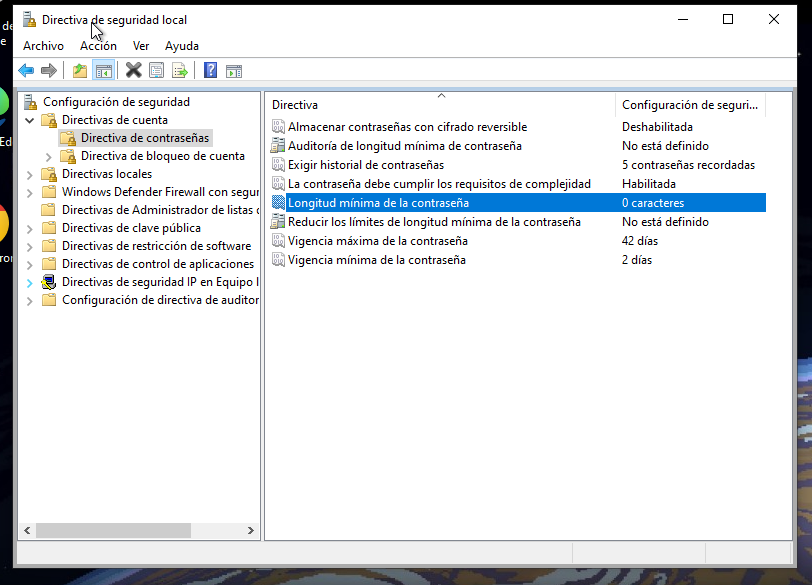 Directiva de seguridad local
Archivo Acción Ver Ayuda
Configuración de seguridad
Directivas de cuenta
Directiva de contraseñas
Directiva de bloqueo de cuenta
Directivas locales
Windows Defender Firewall con segur
Directivas de Administrador de listas
Directivas de clave pública
Directivas de restricción de software
Directivas de control de aplicaciones
Directivas de seguridad IP en Equipo l
Configuración de directiva de auditor
Directiva Configuración de seguri...
Almacenar contraseñas con cifrado reversible Deshabilitada
Auditoría de longitud mínima de contraseña No está definido
Exigir historial de contraseñas 5 contraseñas recordadas
La contraseña debe cumplir los requisitos de complejidad Habilitada
Longitud mínima de la contraseña 0 caracteres
Reducir los límites de longitud mínima de la contraseña No está definido
Vigencia máxima de la contraseña 42 días
Vigencia mínima de la contraseña 2 días